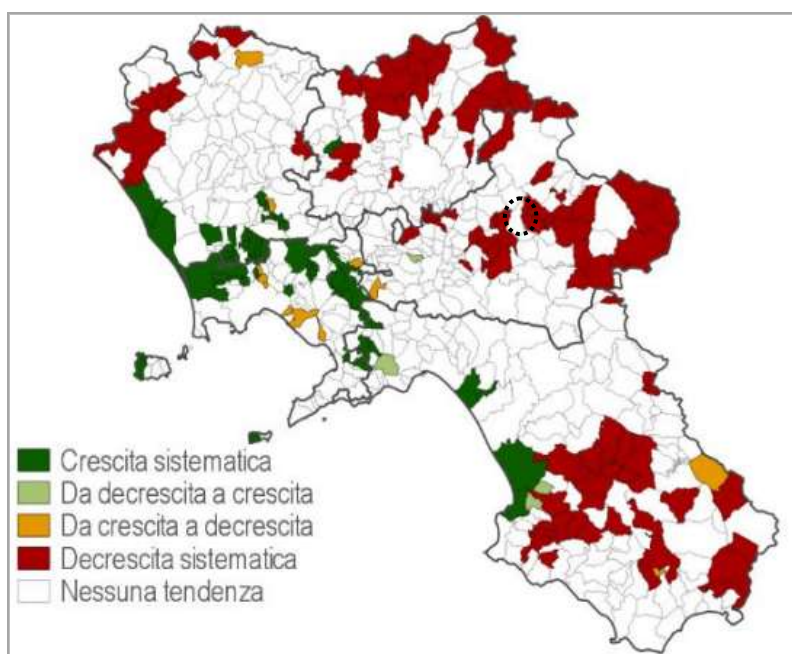 Crescita sistematica
Da decrescita a crescita
Da crescita a decrescita
Decrescita sistematica
Nessuna tendenza